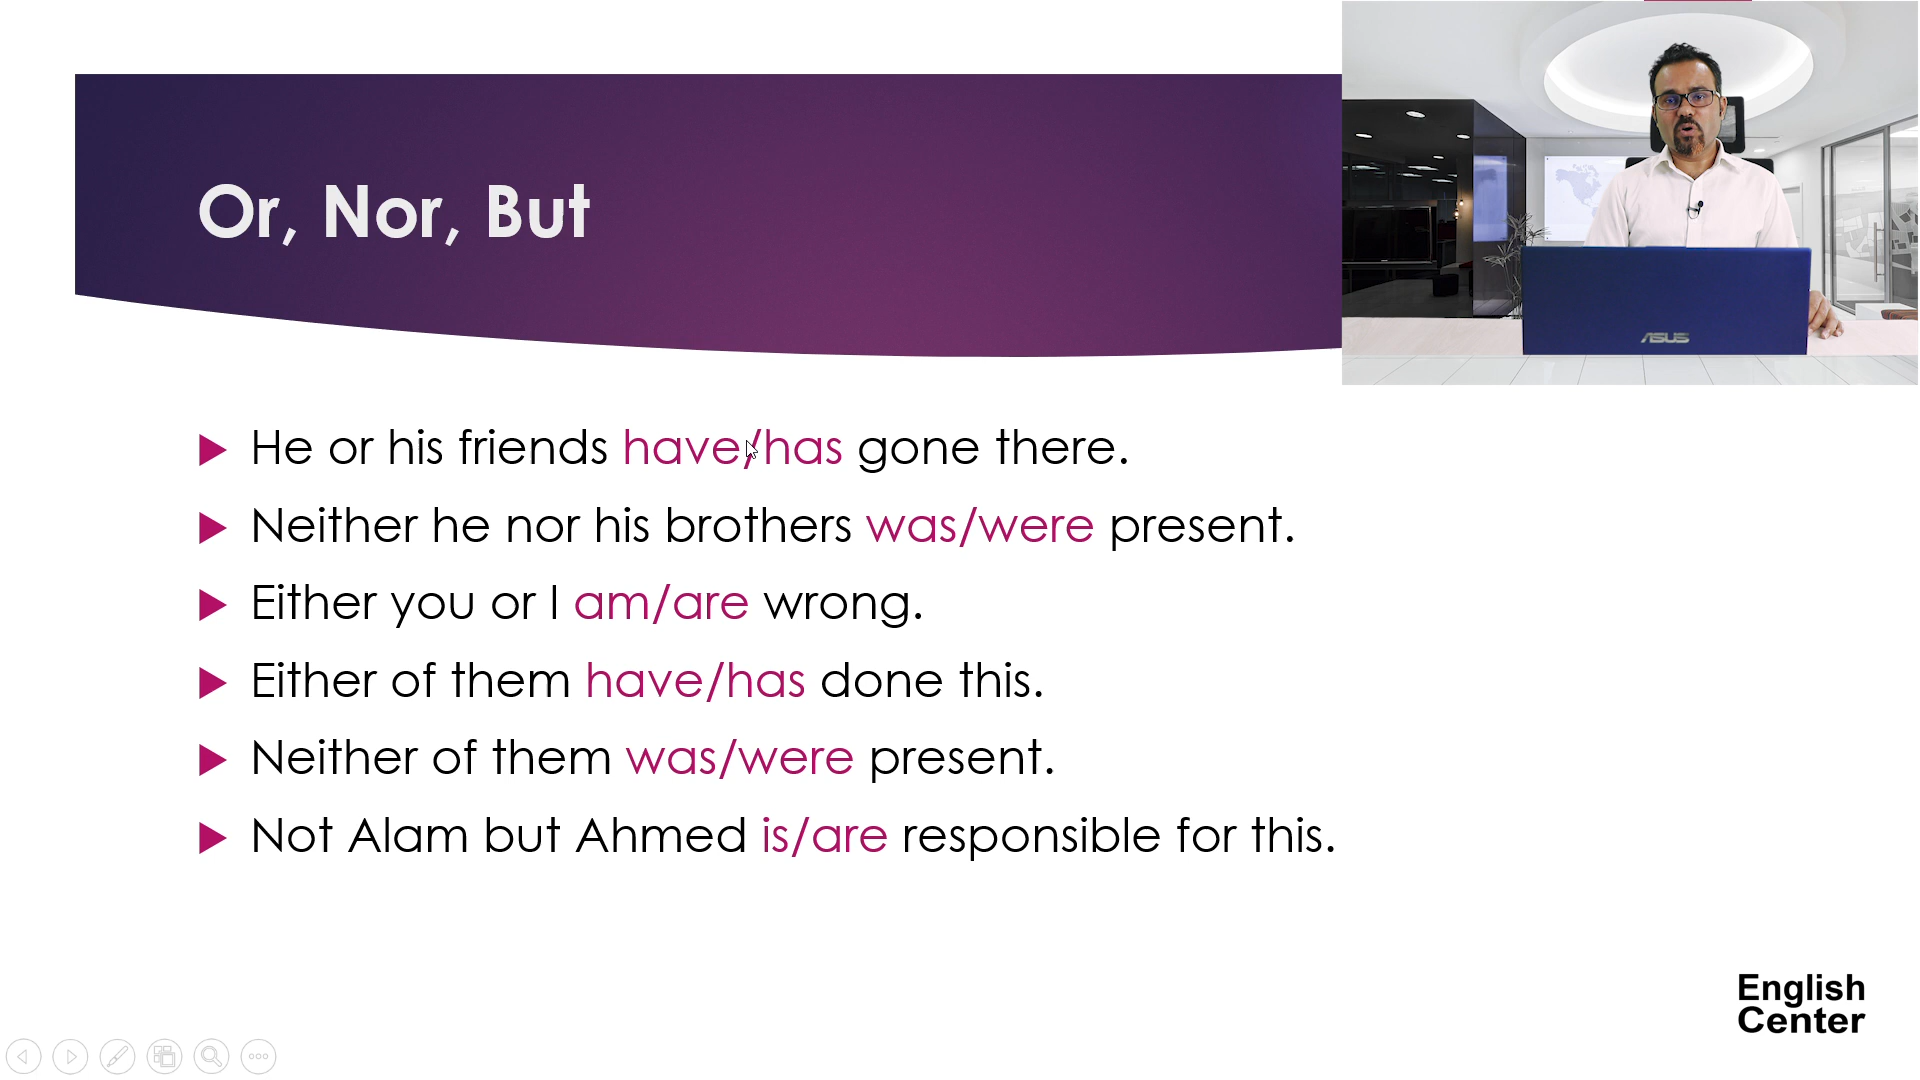 Or, Nor, But
He or his friends have/has gone there.
Neither he nor his brothers was/were present.
Either you or I am/are wrong.
Either of them have/has done this.
Neither of them was/were present.
Not Alam but Ahmed is/are responsible for this.
ASUS
English
Center